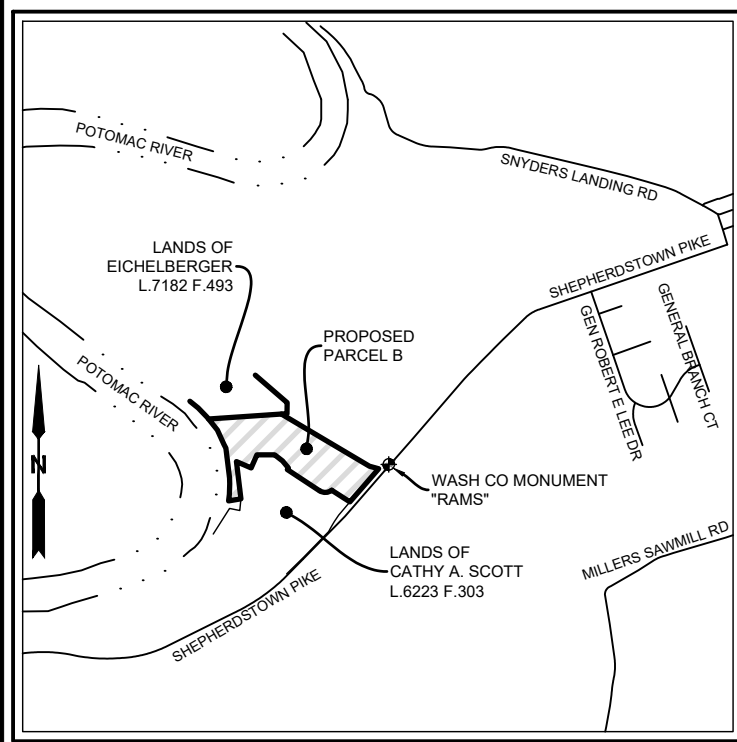 POTOMAC RIVER
SNYDERS LANDING RD
SHEPHERDSTOWN PIKE
LANDS OF
EICHELBERGER
L.7182 F.493
PROPOSED
PARCEL B
GEN ROBERT E LEE DR
GENERAL BRANCH CT
POTOMAC RIVER
N
WASH CO MONUMENT
"RAMS"
LANDS OF
CATHY A. SCOTT
L.6223 F.303
MILLERS SAWMILL RD
SHEPHERDSTOWN PIKE